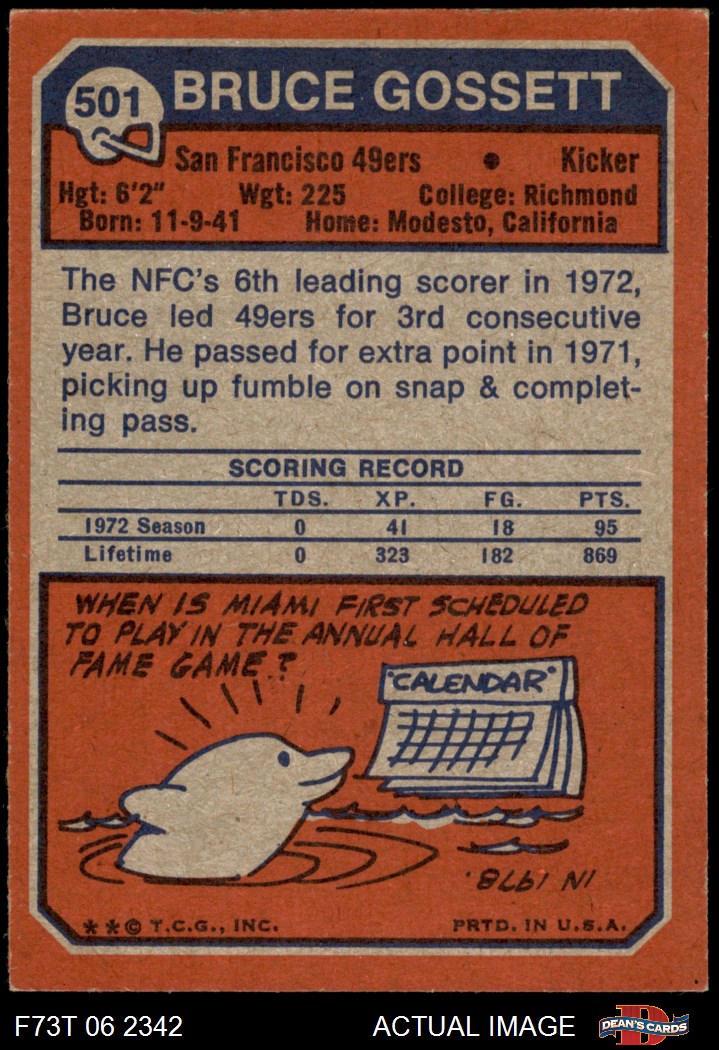 501 BRUCE GOSSETT
San Francisco 49ers • Kicker
Hgt: 6'2" Wgt: 225 College: Richmond
Born: 11-9-41 Home: Modesto, California
The NFC's 6th leading scorer in 1972,
Bruce led 49ers for 3rd consecutive
year. He passed for extra point in 1971,
picking up fumble on snap & complet-
ing pass.
SCORING RECORD
TDS. XP. FG. PTS.
1972 Season 0 41 18 95
Lifetime 0 323 182 869
WHEN IS MIAMI FIRST SCHEDULED
TO PLAY IN THE ANNUAL HALL OF
FAME GAME?
"CALENDAR"
IN 1978.
**© T.C.G., INC. PRTD. IN U.S.A.
F73T 06 2342 ACTUAL IMAGE D DEAN'S CARDS